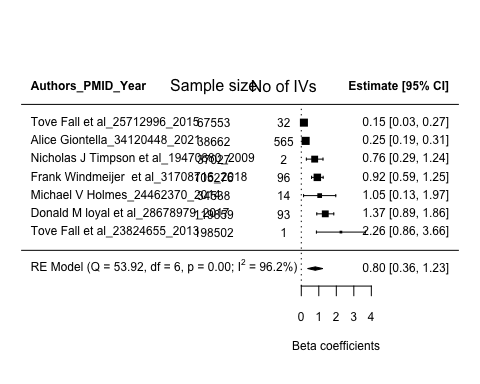 Authors_PMID_Year Sample size No of IVs Estimate [95% CI]
Tove Fall et al_25712996_2015 67553 32 0.15 [0.03, 0.27]
Alice Giontella_34120448_2021 38662 565 0.25 [0.19, 0.31]
Nicholas J Timpson et al_19470880_2009 37027 2 0.76 [0.29, 1.24]
Frank Windmeijer et al_31708716_2018 105276 96 0.92 [0.59, 1.25]
Michael V Holmes_24462370_2014 34538 14 1.05 [0.13, 1.97]
Donald M loyal et al_28678979_2017 119859 93 1.37 [0.89, 1.86]
Tove Fall et al_23824655_2013 198502 1 2.26 [0.86, 3.66]
RE Model (Q = 53.92, df = 6, p = 0.00; I² = 96.2%) 0.80 [0.36, 1.23]
0 1 2 3 4
Beta coefficients